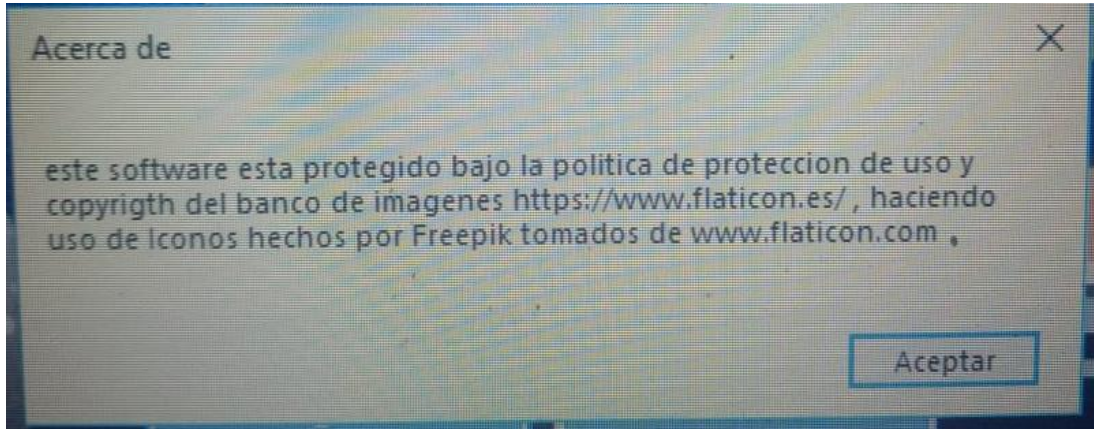 Acerca de
este software esta protegido bajo la politica de proteccion de uso y
copyrigth del banco de imagenes https://www.flaticon.es/ , haciendo
uso de iconos hechos por Freepik tomados de www.flaticon.com .
Aceptar